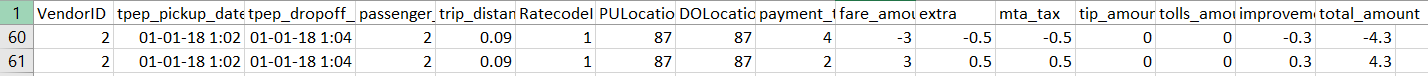 1 VendorID tpep_pickup_date tpep_dropoff_ passenger_ trip_distan RatecodeI PULocatio DOLocatio payment_t fare_amou extra mta_tax tip_amour tolls_amou improvem total_amount
60 2 01-01-18 1:02 01-01-18 1:04 2 0.09 1 87 87 4 -3 -0.5 -0.5 0 0 -0.3 -4.3
61 2 01-01-18 1:02 01-01-18 1:04 2 0.09 1 87 87 2 3 0.5 0.5 0 0 0.3 4.3